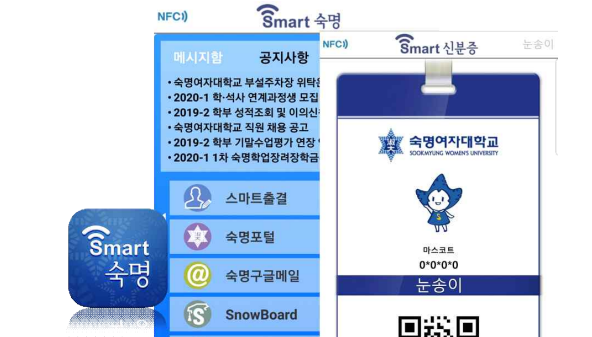 NFC
Smart 숙명
메시지함 공지사항
• 숙명여자대학교 부설주차장 위탁
• 2020-1 학·석사 연계과정생 모집
• 2019-2 학부 성적조회 및 이의신
• 숙명여자대학교 직원 채용 공고
• 2019-2 학부 기말수업평가 연장
• 2020-1 1차 숙명학업장려장학금
스마트출결
숙명포털
@ 숙명구글메일
S SnowBoard
Smart
숙명
NFC
Smart 신분증
눈송이
숙명여자대학교
SOOKMYUNG WOMEN'S UNIVERSITY
S
마스코트
0*0*0*0
눈송이